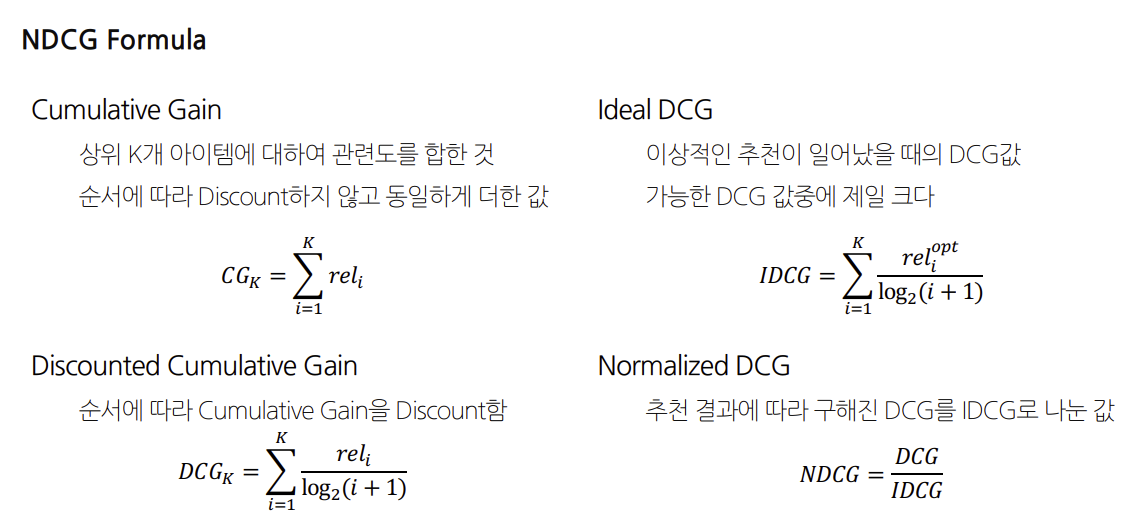 NDCG Formula
Cumulative Gain
상위 K개 아이템에 대하여 관련도를 합한 것
순서에 따라 Discount하지 않고 동일하게 더한 값
CG_K = \sum_{i=1}^{K} rel_i
Discounted Cumulative Gain
순서에 따라 Cumulative Gain을 Discount함
DCG_K = \sum_{i=1}^{K} \frac{rel_i}{\log_2(i + 1)}
Ideal DCG
이상적인 추천이 일어났을 때의 DCG값
가능한 DCG 값중에 제일 크다
IDCG = \sum_{i=1}^{K} \frac{rel_i^{opt}}{\log_2(i + 1)}
Normalized DCG
추천 결과에 따라 구해진 DCG를 IDCG로 나눈 값
NDCG = \frac{DCG}{IDCG}